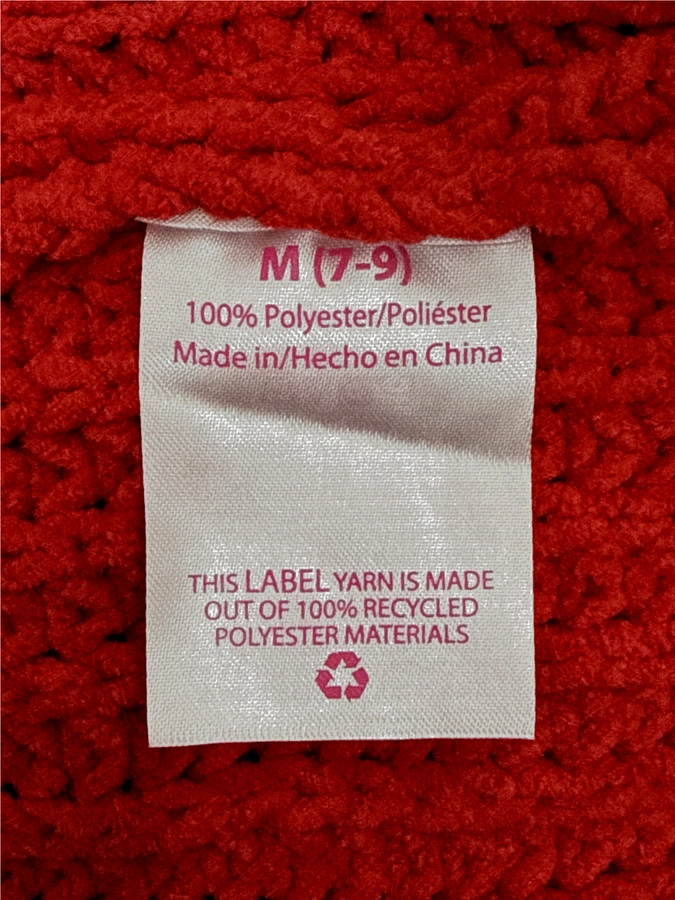 M (7-9)
100% Polyester/Poliéster
Made in/Hecho en China
THIS LABEL YARN IS MADE
OUT OF 100% RECYCLED
POLYESTER MATERIALS